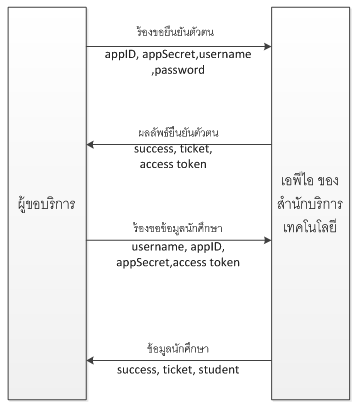 ร้องขอยืนยันตัวตน
appID, appSecret,username
,password
ผลลัพธ์ยืนยันตัวตน
success, ticket,
access token
ผู้ขอบริการ
เอพีไอ ของ
สำนักบริการ
เทคโนโลยี
ร้องขอข้อมูลนักศึกษา
username, appID,
appSecret,access token
ข้อมูลนักศึกษา
success, ticket, student